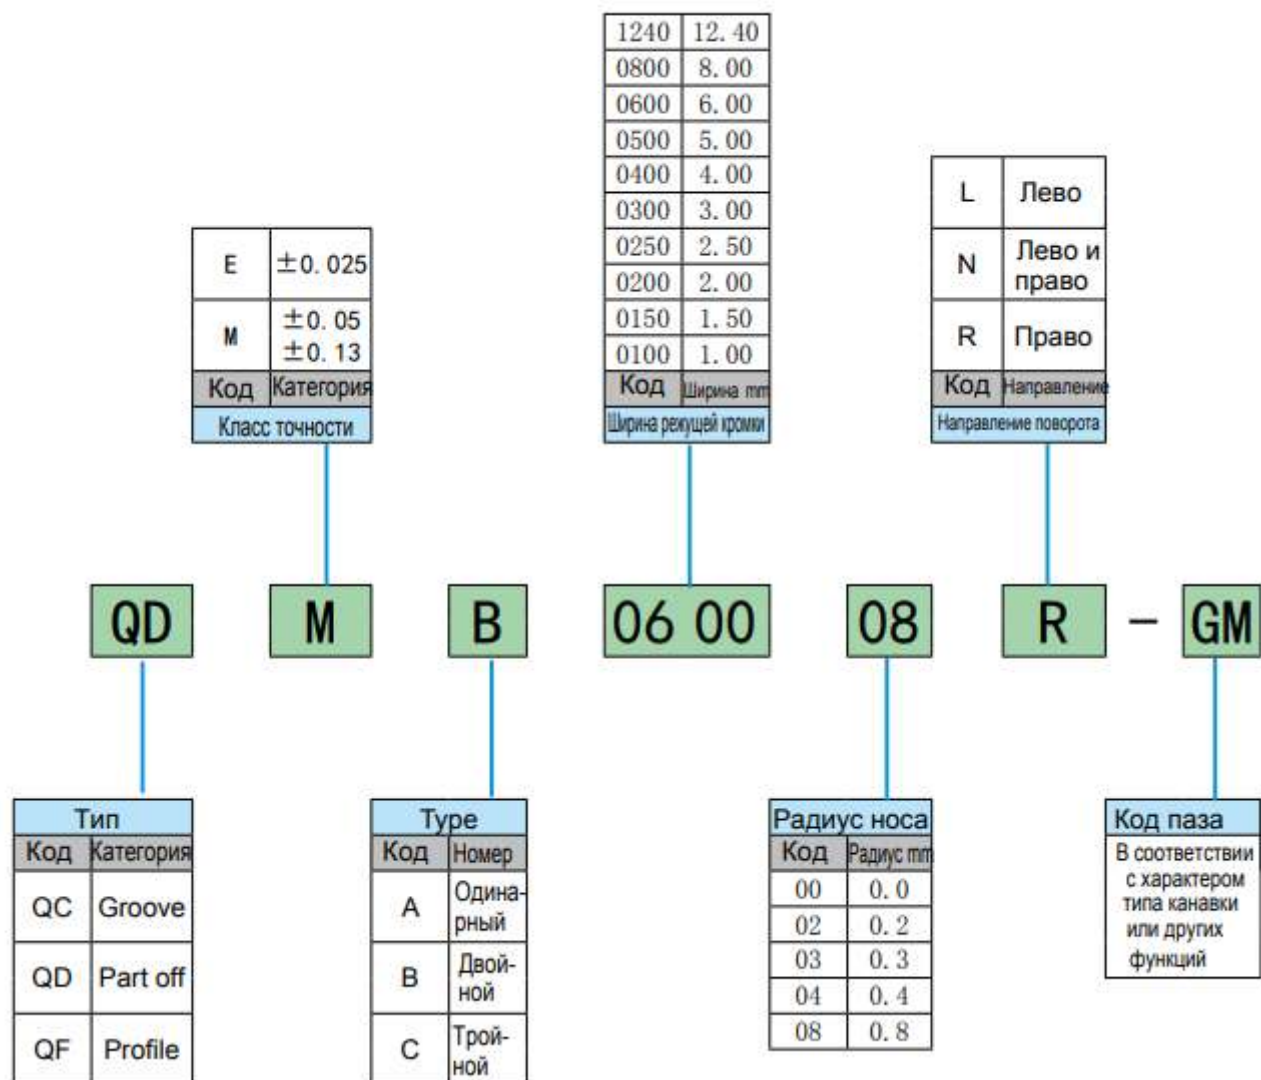 1240 12.40
0800 8.00
0600 6.00
0500 5.00
0400 4.00
0300 3.00
0250 2.50
0200 2.00
0150 1.50
0100 1.00
Код Ширина mm
Ширина режущей кромки
E ±0.025
M ±0.05
±0.13
Код Категория
Класс точности
L Лево
N Лево и
право
R Право
Код Направление
Направление поворота
QD M B 06 00 08 R - GM
Тип
Код Категория
QC Groove
QD Part off
QF Profile
Type
Код Номер
A Одина-
рный
B Двой-
ной
C Трой-
ной
Радиус носа
Код Радиус mm
00 0.0
02 0.2
03 0.3
04 0.4
08 0.8
Код паза
В соответствии
с характером
типа канавки
или других
функций